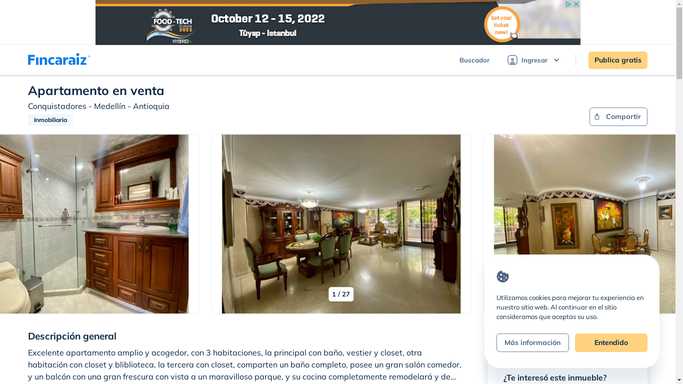 FOOD-TECH
October 12 - 15, 2022
Tüyap - Istanbul
Get your
ticket
now!
Fincaraiz
Buscador
Ingresar
Publica gratis
Apartamento en venta
Conquistadores - Medellín - Antioquia
Inmobiliaria
Compartir
1 / 27
Utilizamos cookies para mejorar tu experiencia en
nuestro sitio web. Al continuar en el sitio
consideramos que aceptas su uso.
Más información
Entendido
Descripción general
Excelente apartamento amplio y acogedor, con 3 habitaciones, la principal con baño, vestier y closet, otra
habitación con closet y bliblioteca, la tercera con closet, comparten un baño completo, posee un gran salón comedor,
y un balcón con una gran frescura con vista a un maravilloso parque, y su cocina completamente remodelará y de...
¿Te interesó este inmueble?